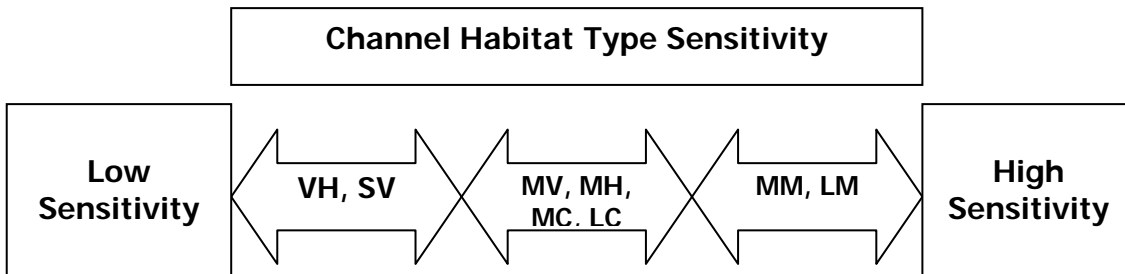 Channel Habitat Type Sensitivity
Low
Sensitivity
VH, SV
MV, MH,
MC, LC
MM, LM
High
Sensitivity